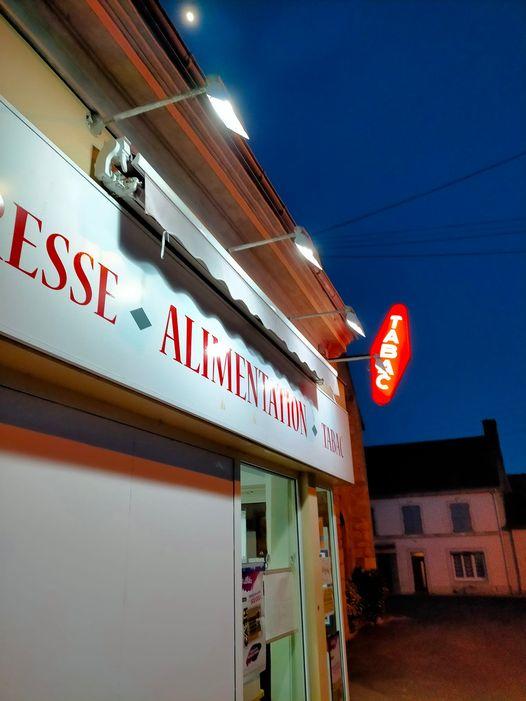 RESSE ◆ ALIMENTATION ◆ TABAC
TABAC